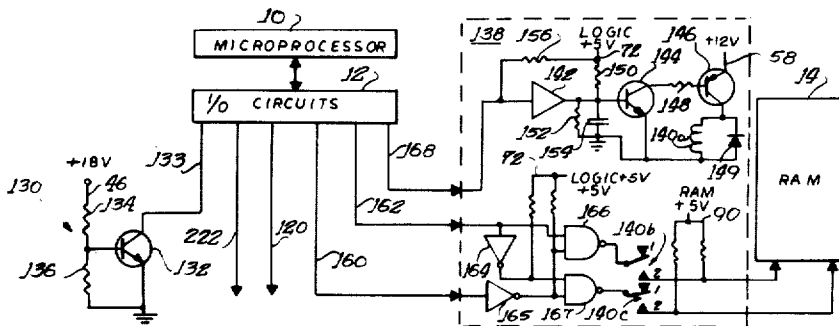 10
MICROPROCESSOR
12
I/O CIRCUITS
133
168
+18V
46
130
134
136
132
222
120
160
162
138
156
LOGIC
+5V
72
150
142
144
146
+12V
58
148
152
154
140a
149
14
RAM
72
LOGIC+5V
+5V
RAM
+5V
90
166
140b
1
2
164
165
167
140c
1
2